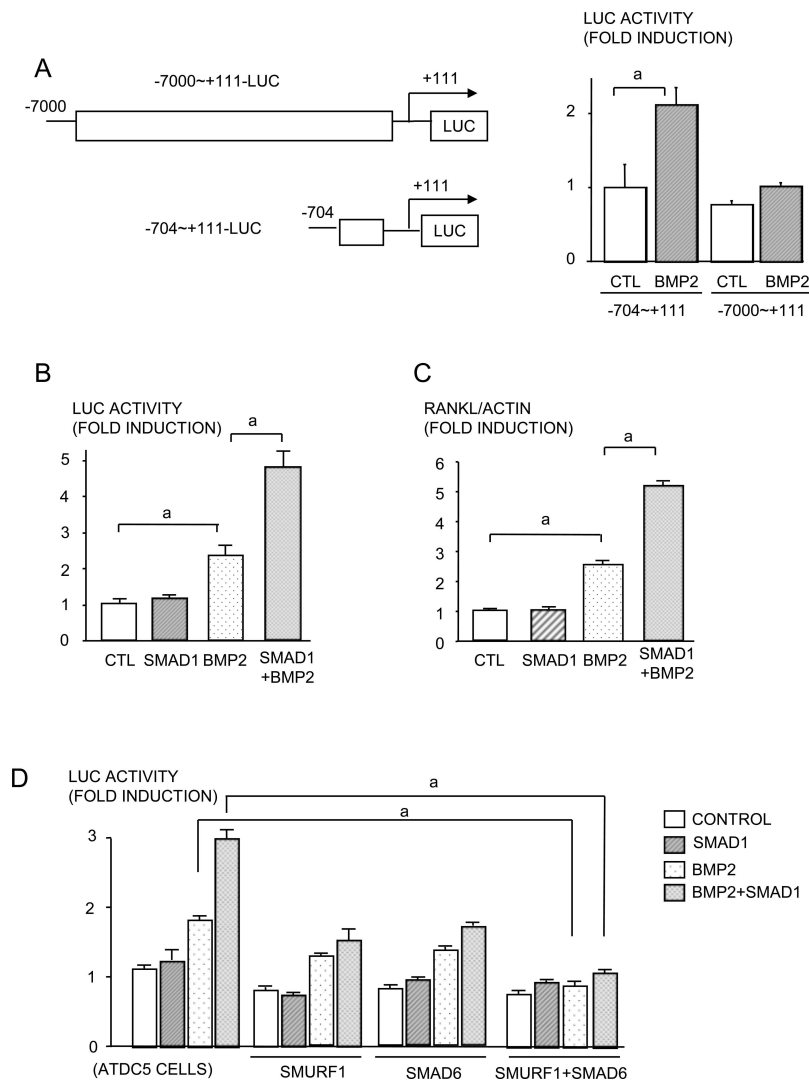 A
-7000~+111-LUC
-7000
+111
LUC
-704~+111-LUC
-704
+111
LUC
LUC ACTIVITY
(FOLD INDUCTION)
a
2
1
0
CTL BMP2 CTL BMP2
-704~+111 -7000~+111
B
LUC ACTIVITY
(FOLD INDUCTION)
a
a
5
4
3
2
1
0
CTL SMAD1 BMP2 SMAD1
+BMP2
C
RANKL/ACTIN
(FOLD INDUCTION)
a
a
6
5
4
3
2
1
0
CTL SMAD1 BMP2 SMAD1
+BMP2
D
LUC ACTIVITY
(FOLD INDUCTION)
a
a
3
2
1
0
(ATDC5 CELLS) SMURF1 SMAD6 SMURF1+SMAD6
CONTROL
SMAD1
BMP2
BMP2+SMAD1